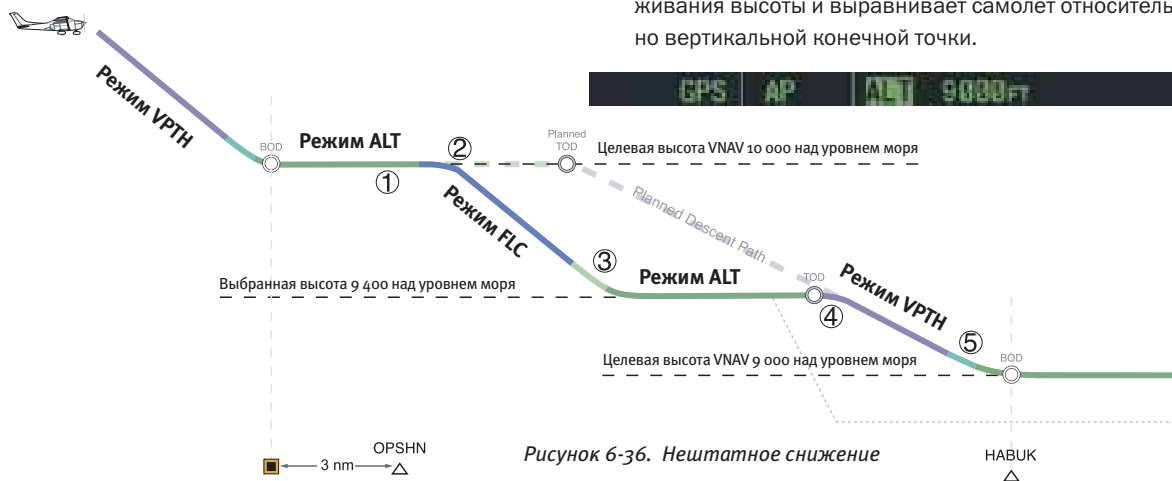 живания высоты и выравнивает самолет относитель
но вертикальной конечной точки.
GPS AP ALT 9000FT
Режим VPTH
BOD
Режим ALT
①
②
Planned
TOD
Целевая высота VNAV 10 000 над уровнем моря
Planned Descent Path
Режим FLC
③
Выбранная высота 9 400 над уровнем моря
Режим ALT
TOD
④
Режим VPTH
⑤
Целевая высота VNAV 9 000 над уровнем моря
BOD
3 nm
OPSHN
Рисунок 6-36. Нештатное снижение
HABUK